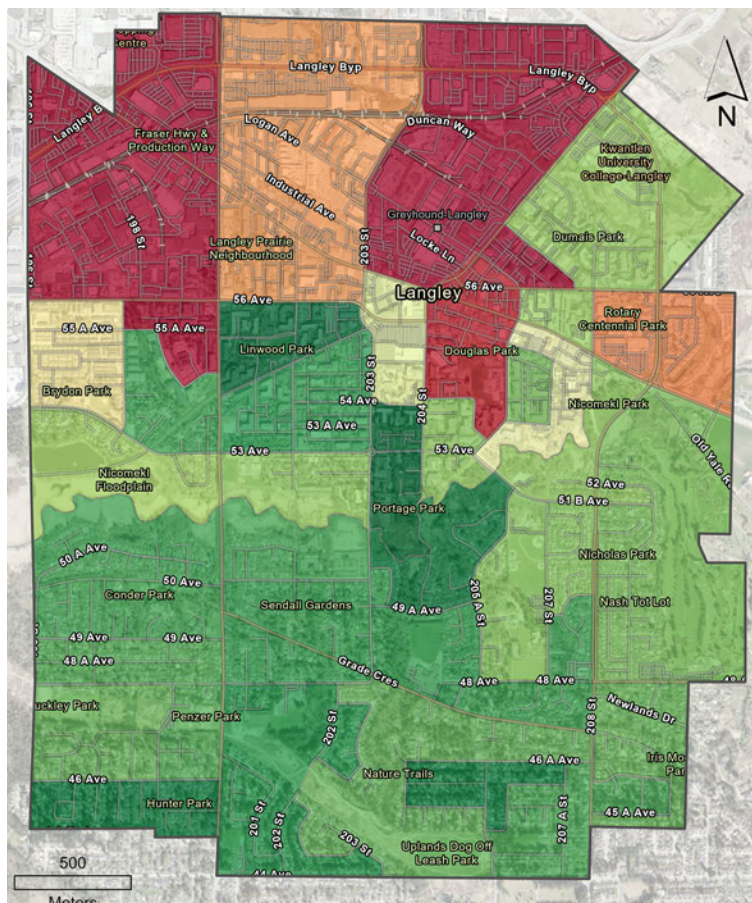 Centre
Langley Byp
Langley Byp
N
Fraser Hwy &
Production Way
Logan Ave
Duncan Way
Kwantlen
University
College-Langley
Industrial Ave
198 St
Greyhound-Langley
Dumais Park
203 St
Locke Ln
Langley Prairie
Neighbourhood
Langley
56 Ave
56 Ave
Rotary
Centennial Park
55 A Ave
55 A Ave
Linwood Park
Douglas Park
203 St
Brydon Park
54 Ave
204 St
Nicomekl Park
53 A Ave
53 Ave
53 Ave
Old Yale
Nicomekl
Floodplain
52 Ave
51 B Ave
Portage Park
50 A Ave
Nicholas Park
50 Ave
Conder Park
Sendall Gardens
49 A Ave
205 A St
207 St
Nash Tot Lot
49 Ave
49 Ave
48 A Ave
Grade Cres
48 Ave
48 Ave
Park
Penzer Park
202 St
208 St
Newlands Dr
46 A Ave
Nature Trails
46 Ave
Hunter Park
201 St
202 St
203 St
207 A St
45 A Ave
Uplands Dog Off
Leash Park
44 Ave
500
Meters